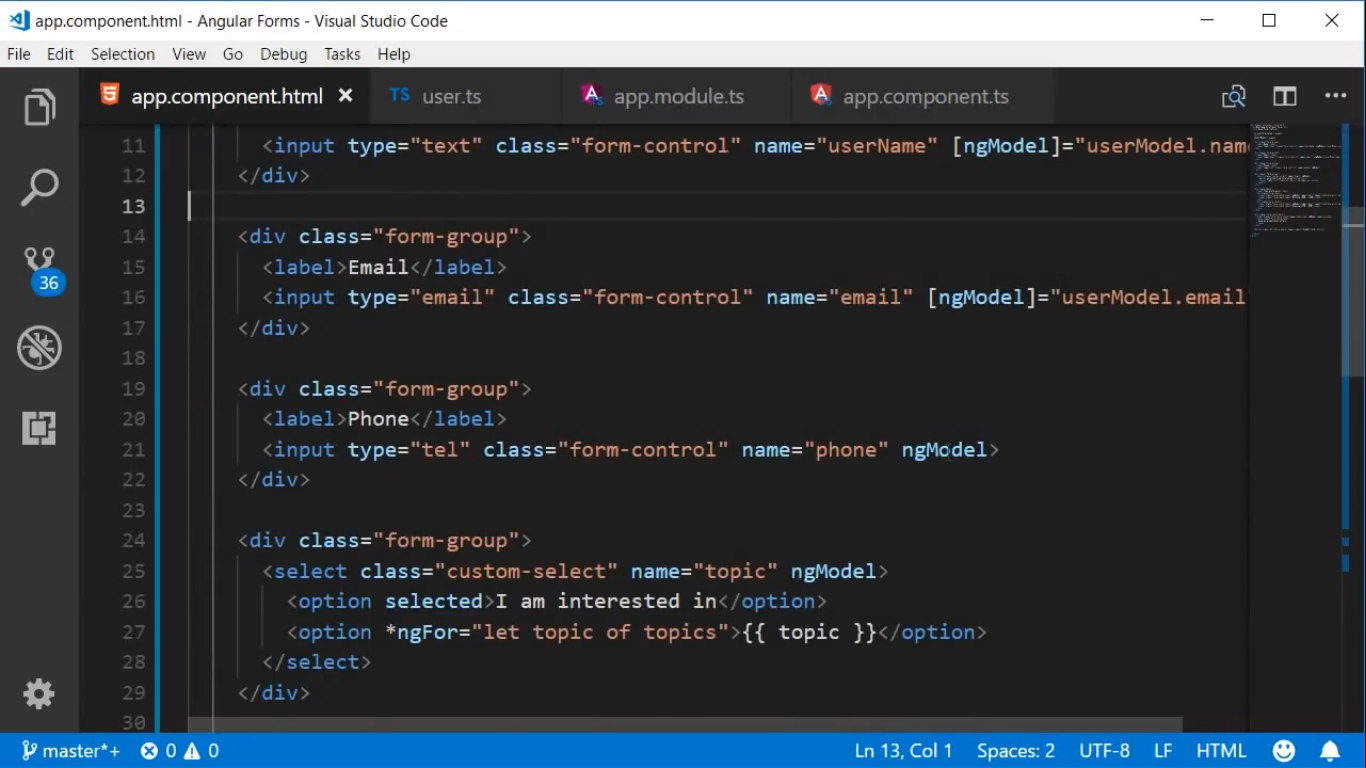 app.component.html - Angular Forms - Visual Studio Code
File Edit Selection View Go Debug Tasks Help
app.component.html TS user.ts app.module.ts app.component.ts
11 <input type="text" class="form-control" name="userName" [ngModel]="userModel.name
12 </div>
13
14 <div class="form-group">
15 <label>Email</label>
16 <input type="email" class="form-control" name="email" [ngModel]="userModel.email"
17 </div>
18
19 <div class="form-group">
20 <label>Phone</label>
21 <input type="tel" class="form-control" name="phone" ngModel>
22 </div>
23
24 <div class="form-group">
25 <select class="custom-select" name="topic" ngModel>
26 <option selected>I am interested in</option>
27 <option *ngFor="let topic of topics">{{ topic }}</option>
28 </select>
29 </div>
30
36
master*+ 0 0 Ln 13, Col 1 Spaces: 2 UTF-8 LF HTML